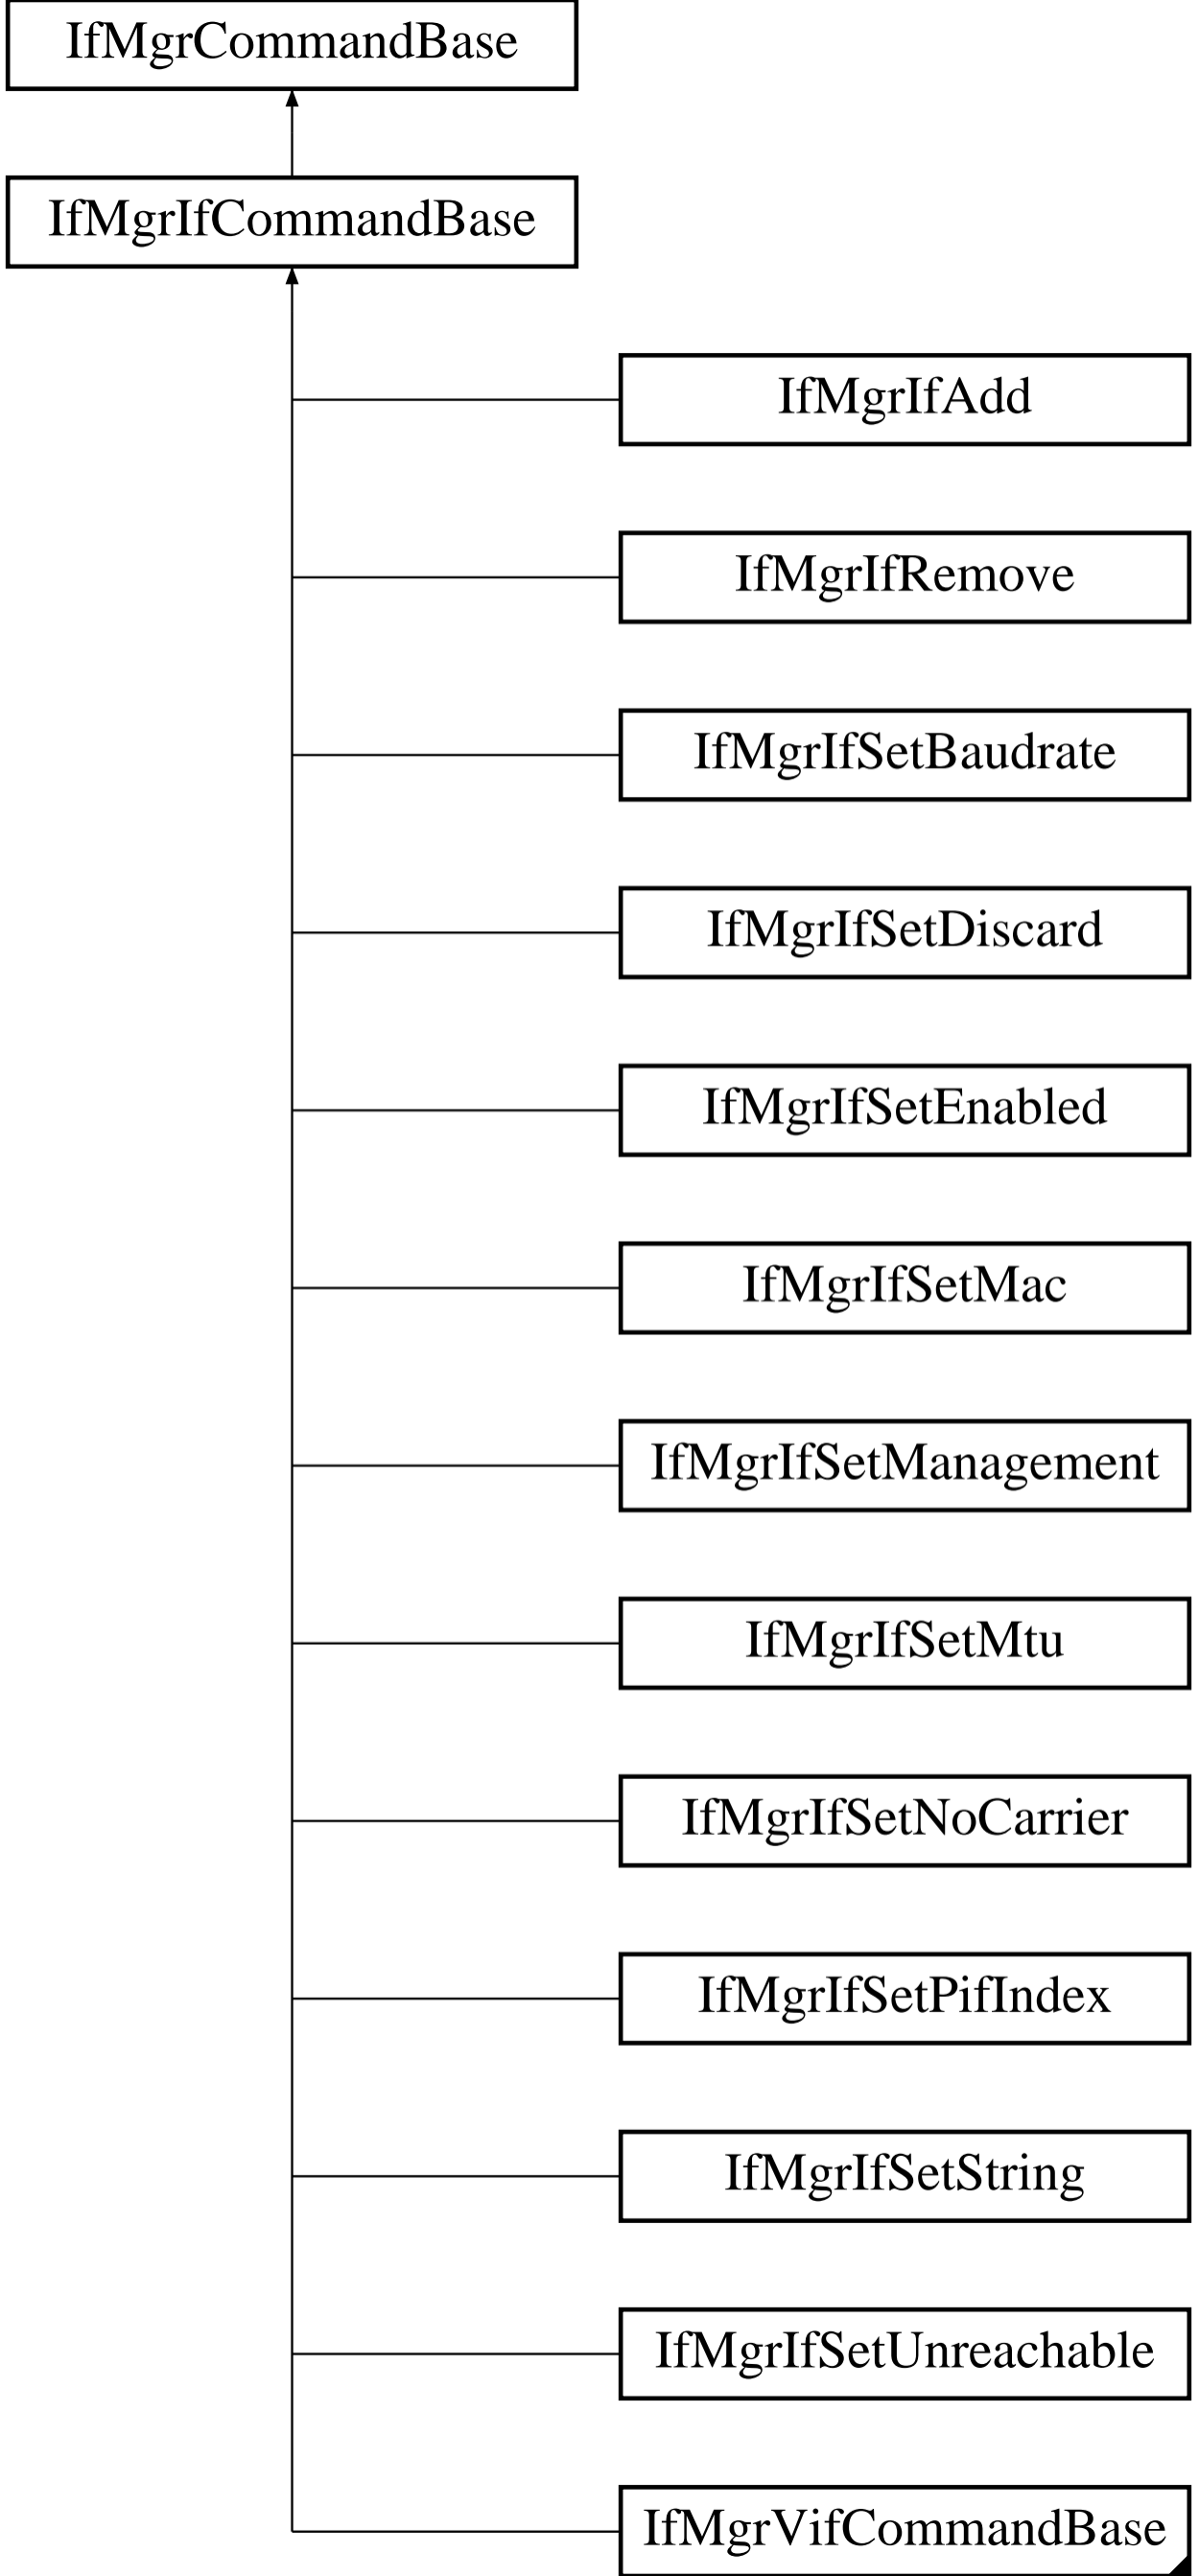 IfMgrCommandBase
IfMgrIfCommandBase
IfMgrIfAdd
IfMgrIfRemove
IfMgrIfSetBaudrate
IfMgrIfSetDiscard
IfMgrIfSetEnabled
IfMgrIfSetMac
IfMgrIfSetManagement
IfMgrIfSetMtu
IfMgrIfSetNoCarrier
IfMgrIfSetPifIndex
IfMgrIfSetString
IfMgrIfSetUnreachable
IfMgrVifCommandBase